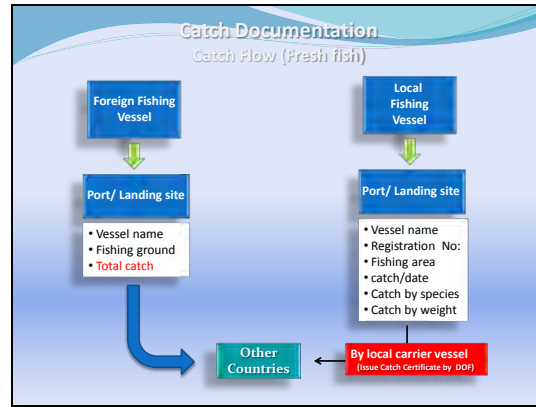 Catch Documentation
Catch Flow (Fresh fish)
Foreign Fishing
Vessel
Port/ Landing site
• Vessel name
• Fishing ground
• Total catch
Local
Fishing
Vessel
Port/ Landing site
• Vessel name
• Registration No:
• Fishing area
• catch/date
• Catch by species
• Catch by weight
Other
Countries
By local carrier vessel
(Issue Catch Certificate by DOF)